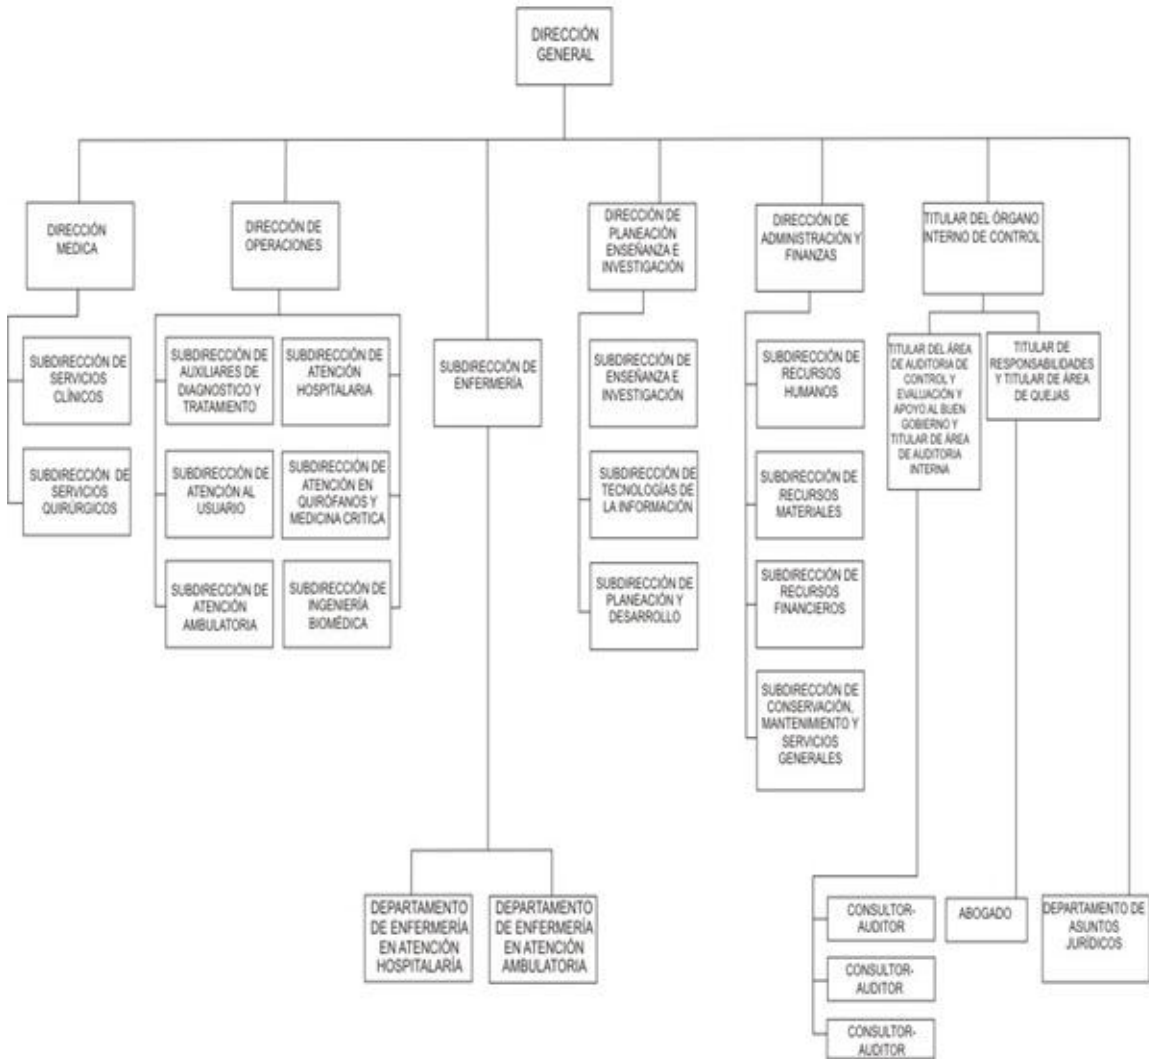 DIRECCIÓN
GENERAL
DIRECCIÓN
MEDICA
DIRECCIÓN DE
OPERACIONES
DIRECCIÓN DE
PLANEACIÓN
ENSEÑANZA E
INVESTIGACIÓN
DIRECCIÓN DE
ADMINISTRACIÓN Y
FINANZAS
TITULAR DEL ÓRGANO
INTERNO DE CONTROL
SUBDIRECCIÓN DE
SERVICIOS
CLÍNICOS
SUBDIRECCIÓN DE
SERVICIOS
QUIRÚRGICOS
SUBDIRECCIÓN DE
AUXILIARES DE
DIAGNOSTICO Y
TRATAMIENTO
SUBDIRECCIÓN DE
ATENCIÓN
HOSPITALARIA
SUBDIRECCIÓN DE
ATENCIÓN AL
USUARIO
SUBDIRECCIÓN DE
ATENCIÓN EN
QUIRÓFANOS Y
MEDICINA CRITICA
SUBDIRECCIÓN DE
ATENCIÓN
AMBULATORIA
SUBDIRECCIÓN DE
INGENIERÍA
BIOMÉDICA
SUBDIRECCIÓN
DE ENFERMERÍA
SUBDIRECCIÓN DE
ENSEÑANZA E
INVESTIGACIÓN
SUBDIRECCIÓN DE
TECNOLOGÍAS DE
LA INFORMACIÓN
SUBDIRECCIÓN DE
PLANEACIÓN Y
DESARROLLO
SUBDIRECCIÓN DE
RECURSOS
HUMANOS
SUBDIRECCIÓN DE
RECURSOS
MATERIALES
SUBDIRECCIÓN DE
RECURSOS
FINANCIEROS
SUBDIRECCIÓN DE
CONSERVACIÓN,
MANTENIMIENTO Y
SERVICIOS
GENERALES
TITULAR DEL ÁREA
DE AUDITORIA DE
CONTROL Y
EVALUACIÓN Y
APOYO AL BUEN
GOBIERNO Y
TITULAR DE ÁREA
DE AUDITORIA
INTERNA
TITULAR DE
RESPONSABILIDADES
Y TITULAR DE ÁREA
DE QUEJAS
DEPARTAMENTO
DE ENFERMERÍA
EN ATENCIÓN
HOSPITALARÍA
DEPARTAMENTO
DE ENFERMERÍA
EN ATENCIÓN
AMBULATORIA
CONSULTOR-
AUDITOR
CONSULTOR-
AUDITOR
CONSULTOR-
AUDITOR
ABOGADO
DEPARTAMENTO DE
ASUNTOS
JURÍDICOS